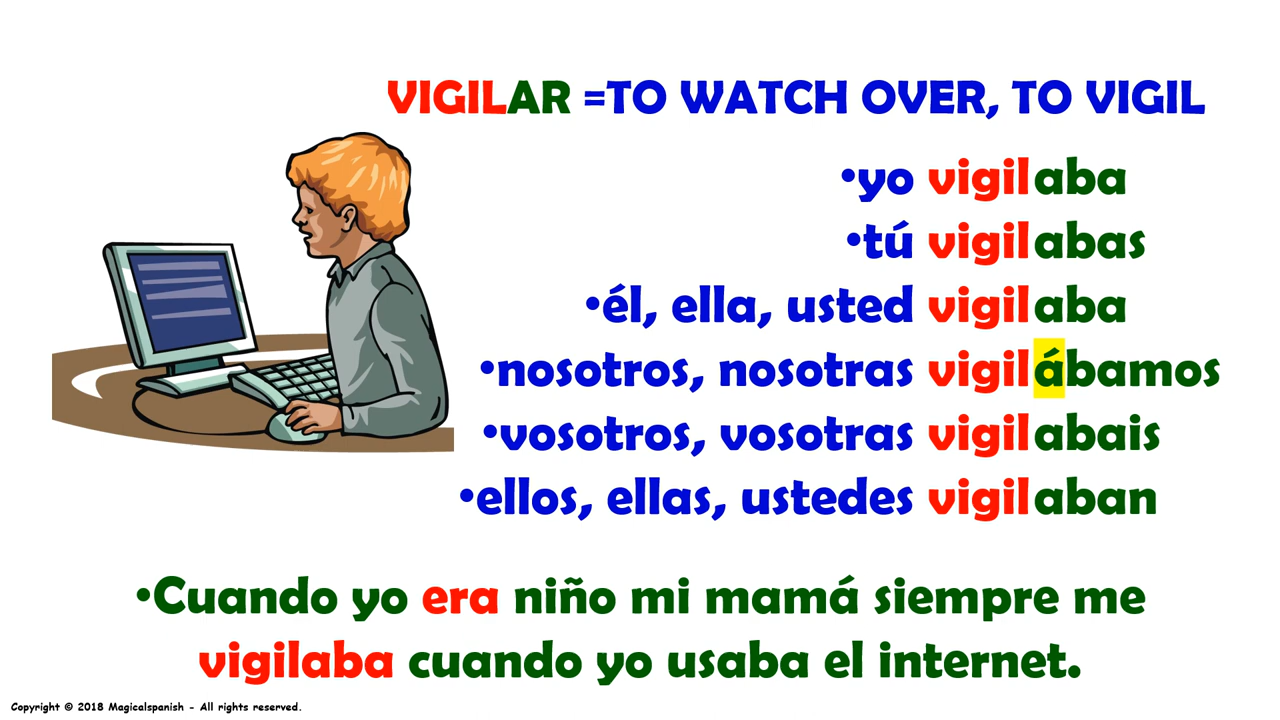 VIGILAR =TO WATCH OVER, TO VIGIL
•yo vigilaba
•tú vigilabas
•él, ella, usted vigilaba
•nosotros, nosotras vigilábamos
•vosotros, vosotras vigilabais
•ellos, ellas, ustedes vigilaban
•Cuando yo era niño mi mamá siempre me
vigilaba cuando yo usaba el internet.
Copyright © 2018 Magicalspanish - All rights reserved.